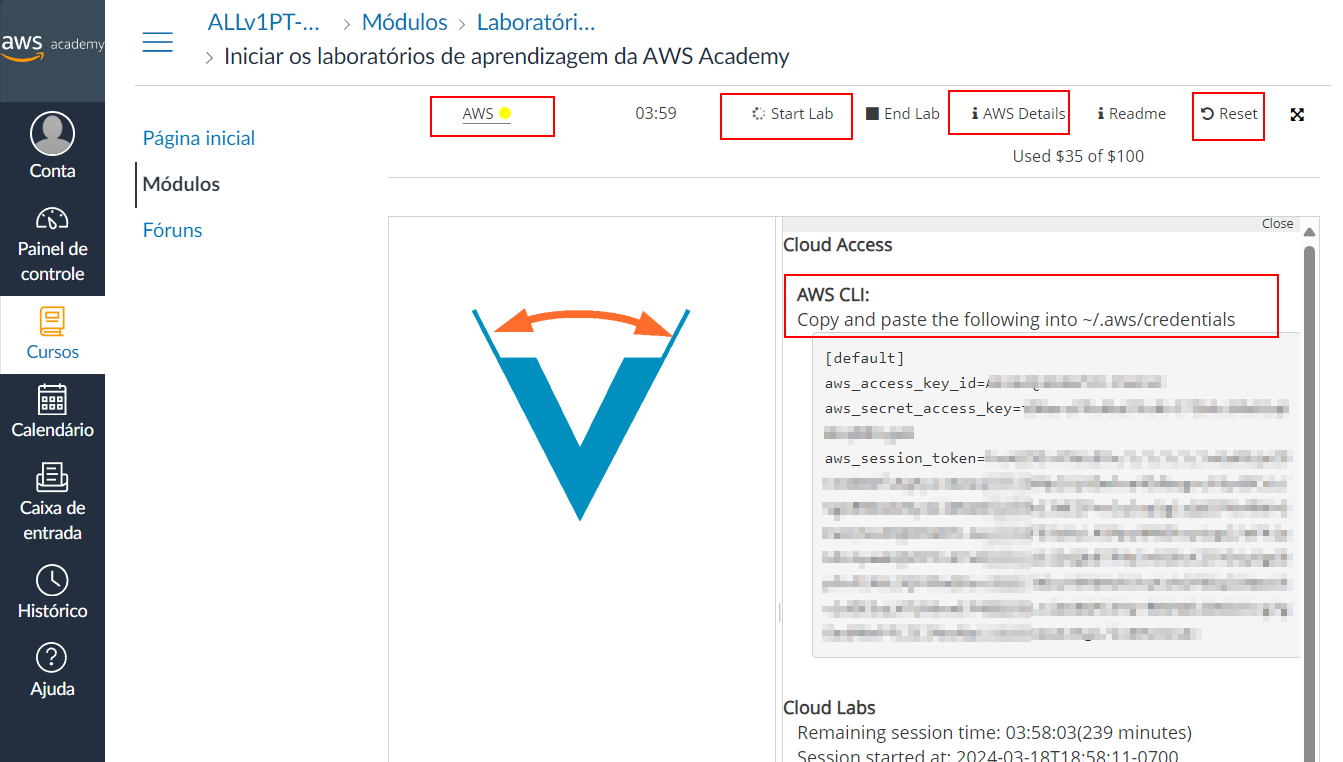 aws academy
Conta
Painel de
controle
Cursos
Calendário
Caixa de
entrada
Histórico
Ajuda
ALLv1PT-... > Módulos > Laboratóri...
> Iniciar os laboratórios de aprendizagem da AWS Academy
Página inicial
Módulos
Fóruns
AWS 03:59 Start Lab End Lab i AWS Details i Readme Reset
Used $35 of $100
Close
Cloud Access
AWS CLI:
Copy and paste the following into ~/.aws/credentials
[default]
aws_access_key_id=
aws_secret_access_key=
aws_session_token=
Cloud Labs
Remaining session time: 03:58:03(239 minutes)
Session started at: 2024-03-18T18:58:11-0700